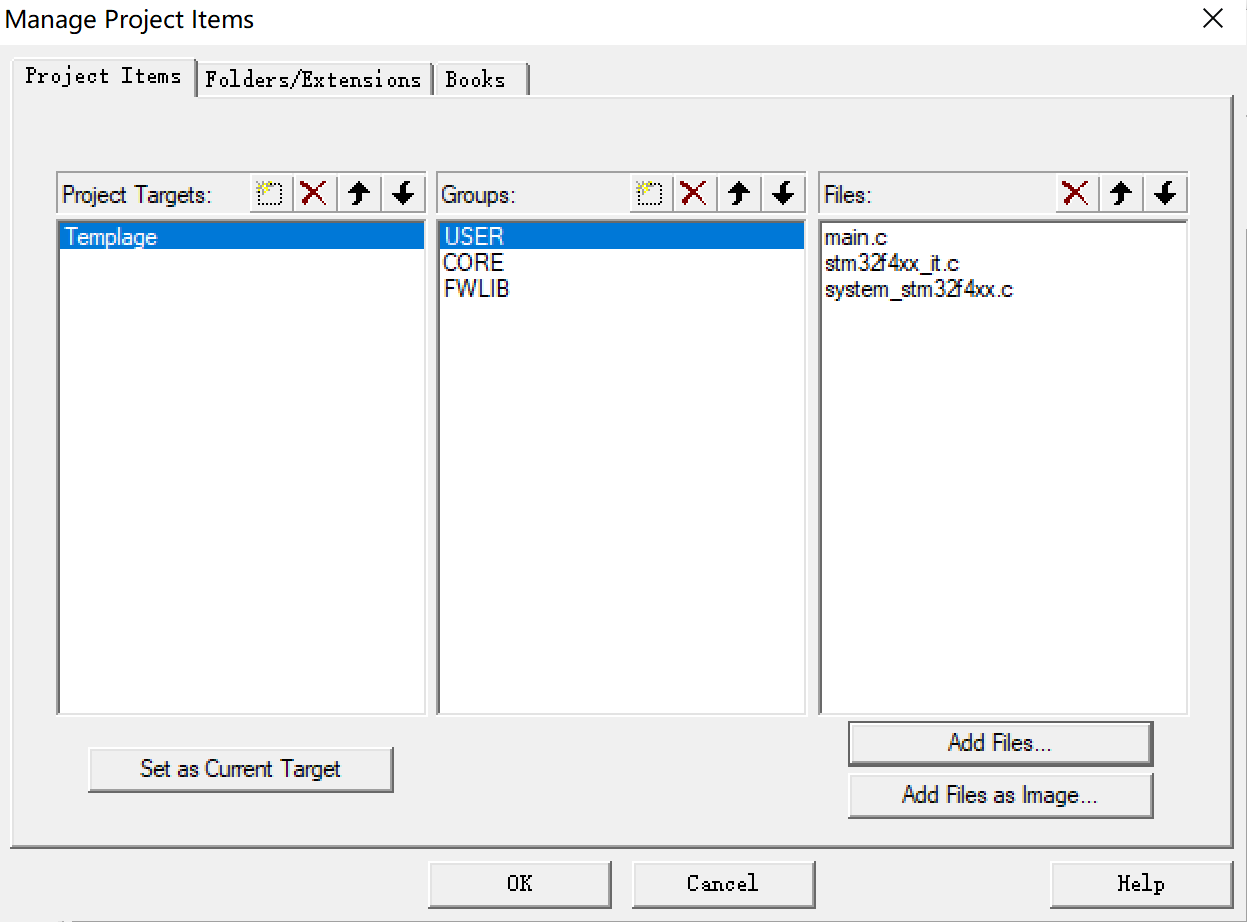 Manage Project Items
Project Items Folders/Extensions Books
Project Targets: Groups: Files:
Templage USER main.c
CORE stm32f4xx_it.c
FWLIB system_stm32f4xx.c
Add Files...
Set as Current Target
Add Files as Image...
OK Cancel Help